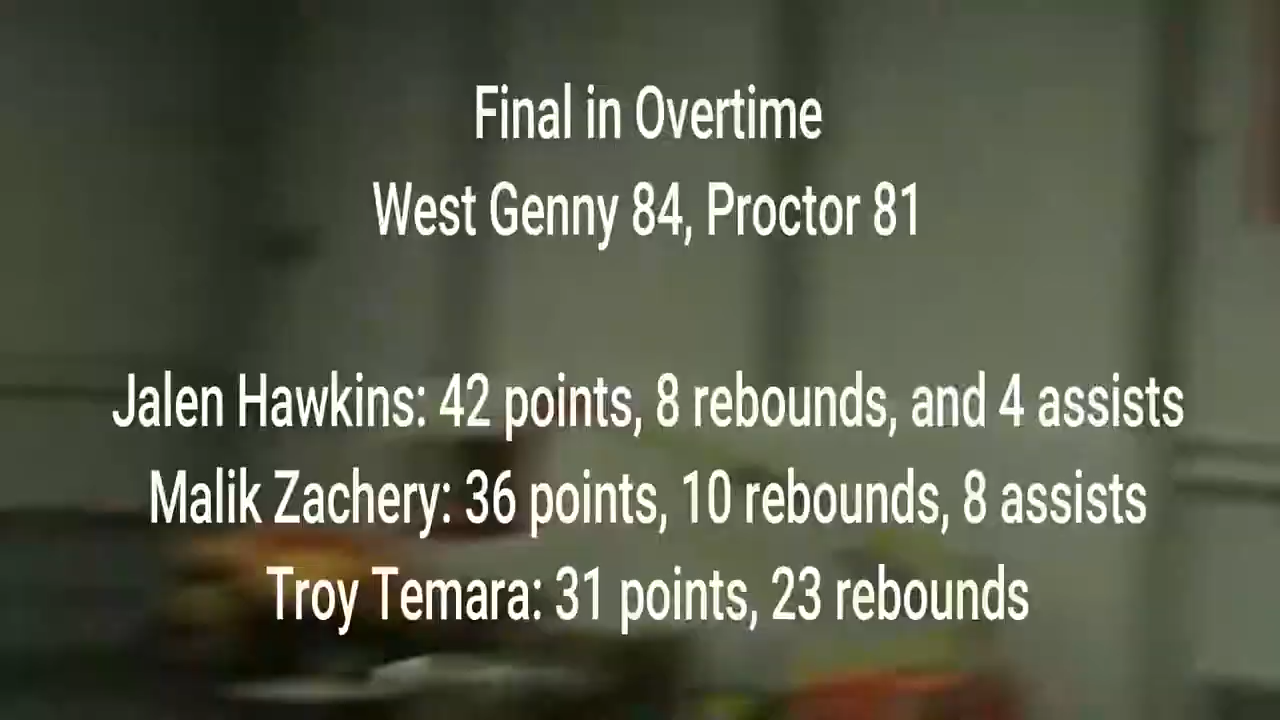 Final in Overtime
West Genny 84, Proctor 81
Jalen Hawkins: 42 points, 8 rebounds, and 4 assists
Malik Zachery: 36 points, 10 rebounds, 8 assists
Troy Temara: 31 points, 23 rebounds